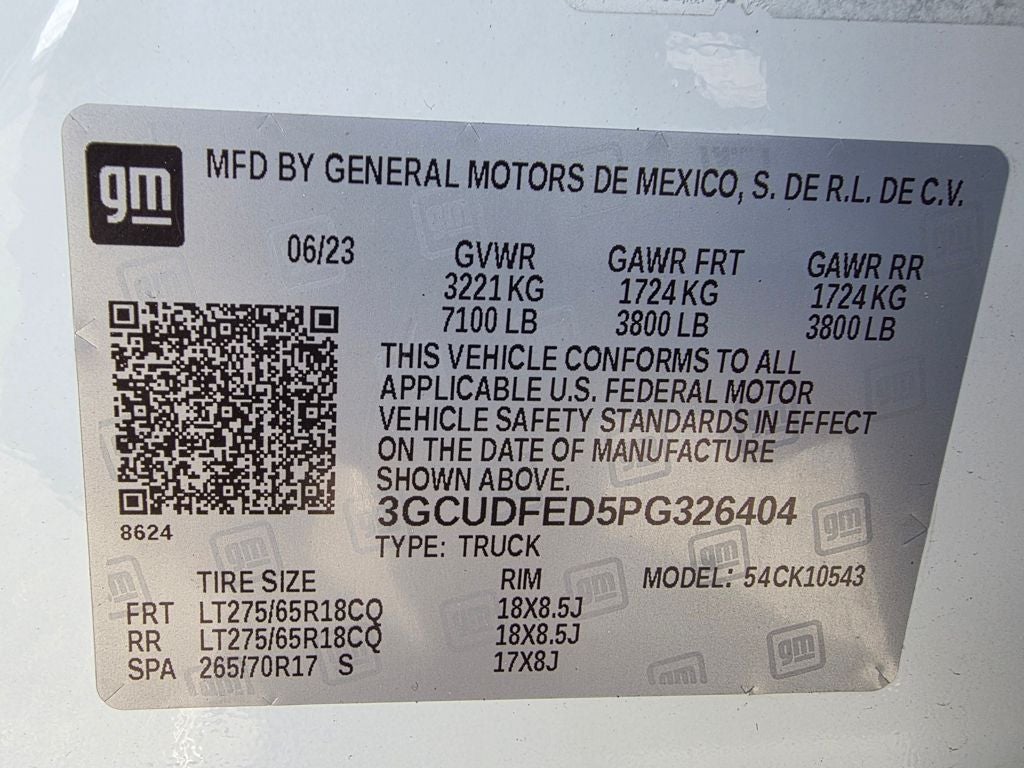 gm MFD BY GENERAL MOTORS DE MEXICO, S. DE R.L. DE C.V.
06/23 GVWR GAWR FRT GAWR RR
3221 KG 1724 KG 1724 KG
7100 LB 3800 LB 3800 LB
THIS VEHICLE CONFORMS TO ALL
APPLICABLE U.S. FEDERAL MOTOR
VEHICLE SAFETY STANDARDS IN EFFECT
ON THE DATE OF MANUFACTURE
SHOWN ABOVE.
3GCUDFED5PG326404
8624
TYPE: TRUCK
TIRE SIZE RIM MODEL: 54CK10543
FRT LT275/65R18CQ 18X8.5J
RR LT275/65R18CQ 18X8.5J
SPA 265/70R17 S 17X8J